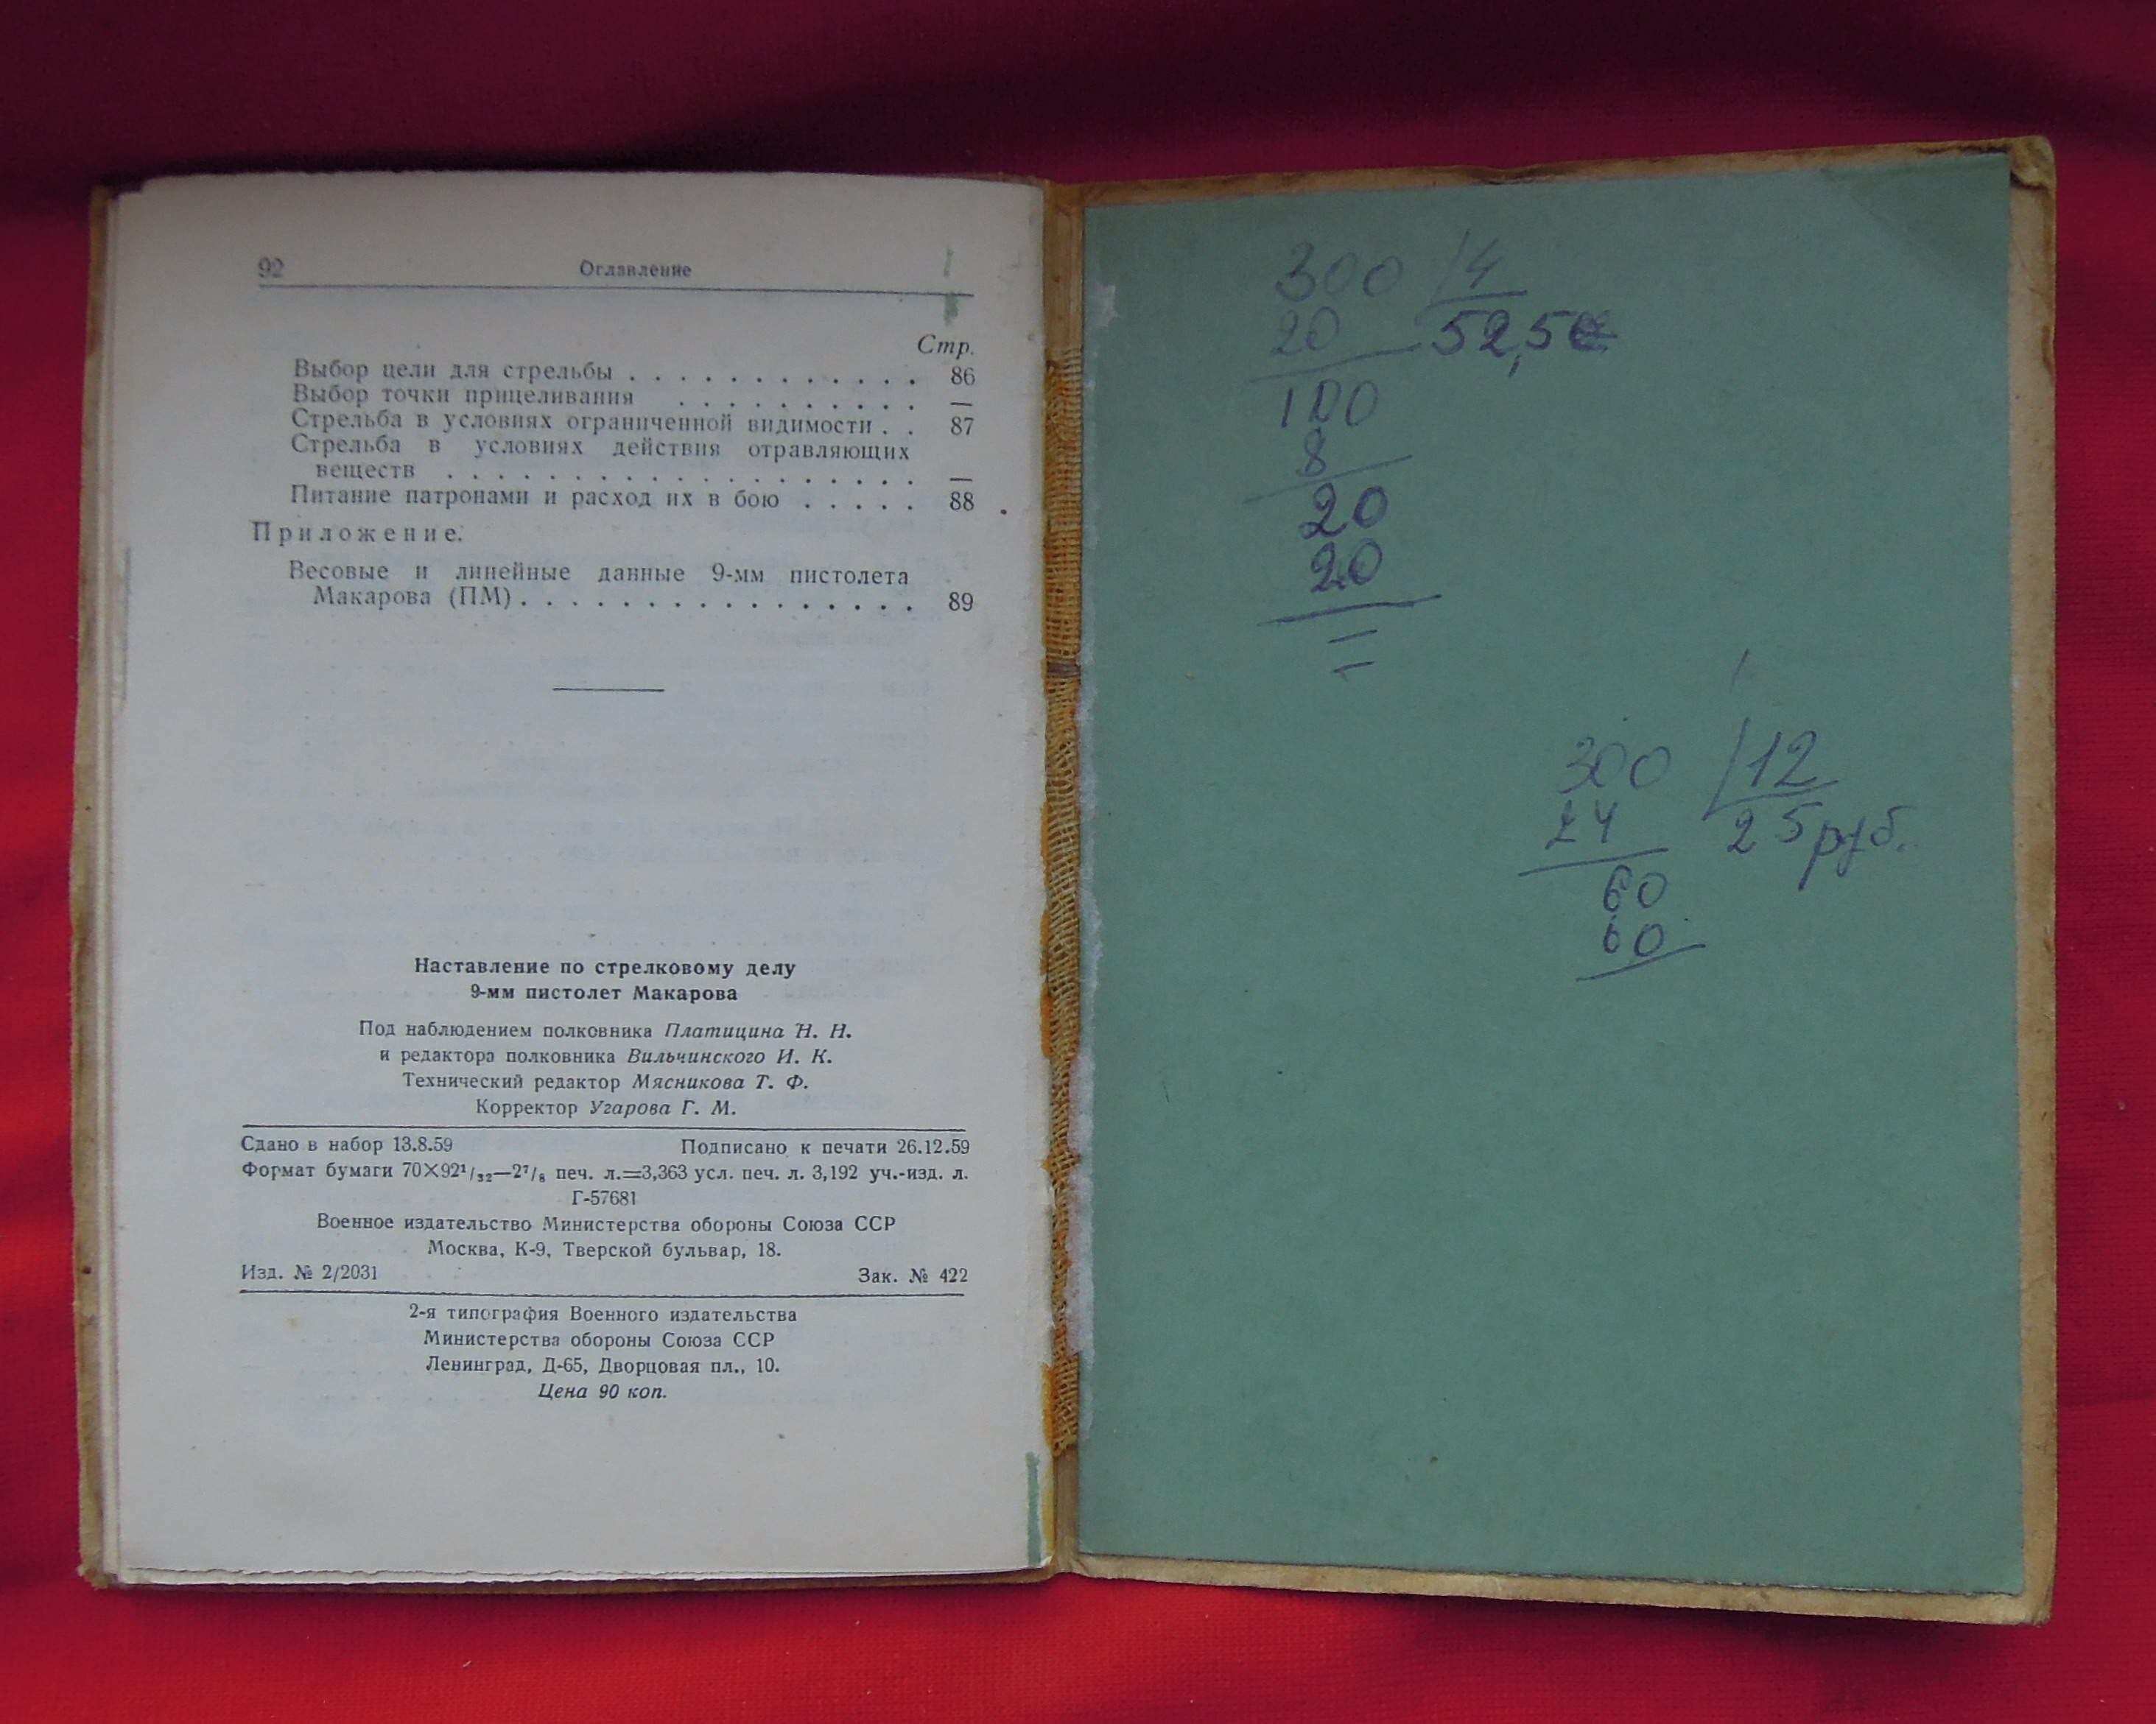 92 Оглавление
Стр.
Выбор цели для стрельбы . . . . . . . . . . . . 86
Выбор точки прицеливания . . . . . . . . . . —
Стрельба в условиях ограниченной видимости . . 87
Стрельба в условиях действия отравляющих
веществ . . . . . . . . . . . . . . . . . . —
Питание патронами и расход их в бою . . . . . 88
Приложение:
Весовые и линейные данные 9-мм пистолета
Макарова (ПМ) . . . . . . . . . . . . . . . . 89
Наставление по стрелковому делу
9-мм пистолет Макарова
Под наблюдением полковника Платицина Н. Н.
и редактора полковника Вильчинского И. К.
Технический редактор Мясникова Т. Ф.
Корректор Угарова Г. М.
Сдано в набор 13.8.59 Подписано к печати 26.12.59
Формат бумаги 70×92¹/₃₂—2⁷/₈ печ. л.=3,363 усл. печ. л. 3,192 уч.-изд. л.
Г-57681
Военное издательство Министерства обороны Союза ССР
Москва, К-9, Тверской бульвар, 18.
Изд. № 2/2031 Зак. № 422
2-я типография Военного издательства
Министерства обороны Союза ССР
Ленинград, Д-65, Дворцовая пл., 10.
Цена 90 коп.
300 4
20 52,5
100
8
20
20
=
300 12
24 25 руб.
60
60